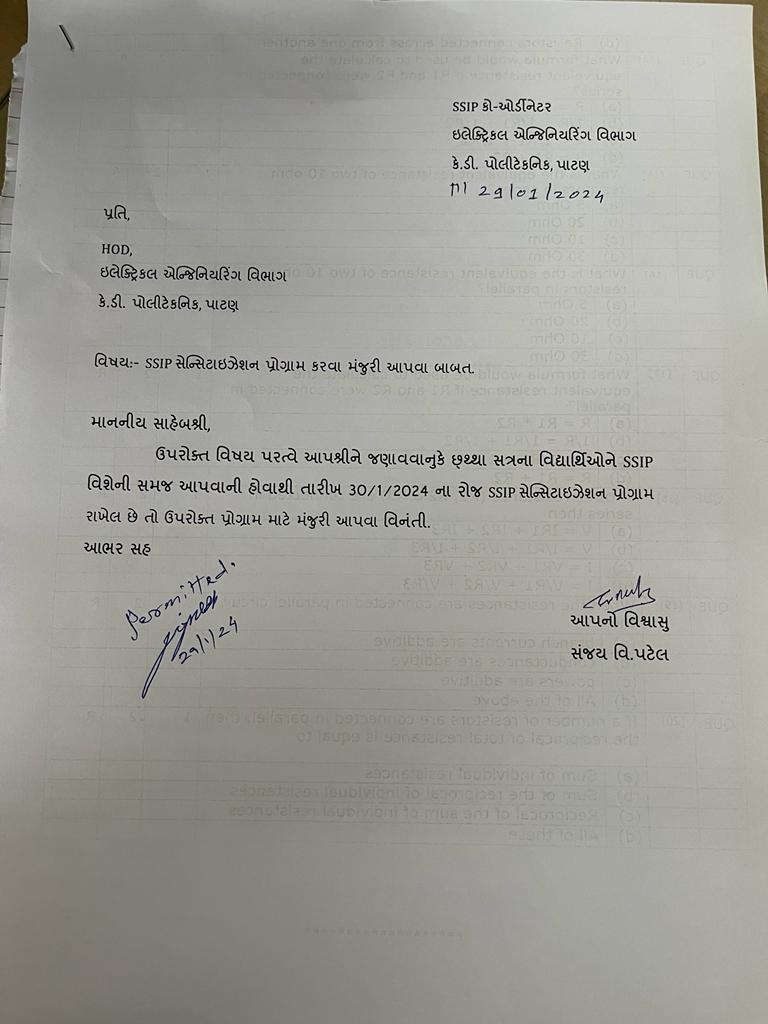 SSIP કો-ઓર્ડીનેટર
ઇલેક્ટ્રિકલ એન્જિનિયરિંગ વિભાગ
કે.ડી. પોલીટેકનિક, પાટણ
તા 29/01/2024
પ્રતિ,
HOD,
ઇલેક્ટ્રિકલ એન્જિનિયરિંગ વિભાગ
કે.ડી. પોલીટેકનિક, પાટણ
વિષય:- SSIP સેન્સિટાઇઝેશન પ્રોગ્રામ કરવા મંજુરી આપવા બાબત.
માનનીય સાહેબશ્રી,
ઉપરોક્ત વિષય પરત્વે આપશ્રીને જણાવવાનુકે છ્થ્થા સત્રના વિદ્યાર્થિઓને SSIP
વિશેની સમજ આપવાની હોવાથી તારીખ 30/1/2024 ના રોજ SSIP સેન્સિટાઇઝેશન પ્રોગ્રામ
રાખેલ છે તો ઉપરોક્ત પ્રોગ્રામ માટે મંજુરી આપવા વિનંતી.
આભર સહ
Permitted.
29/1/24
આપનો વિશ્વાસુ
સંજય વિ.પટેલ